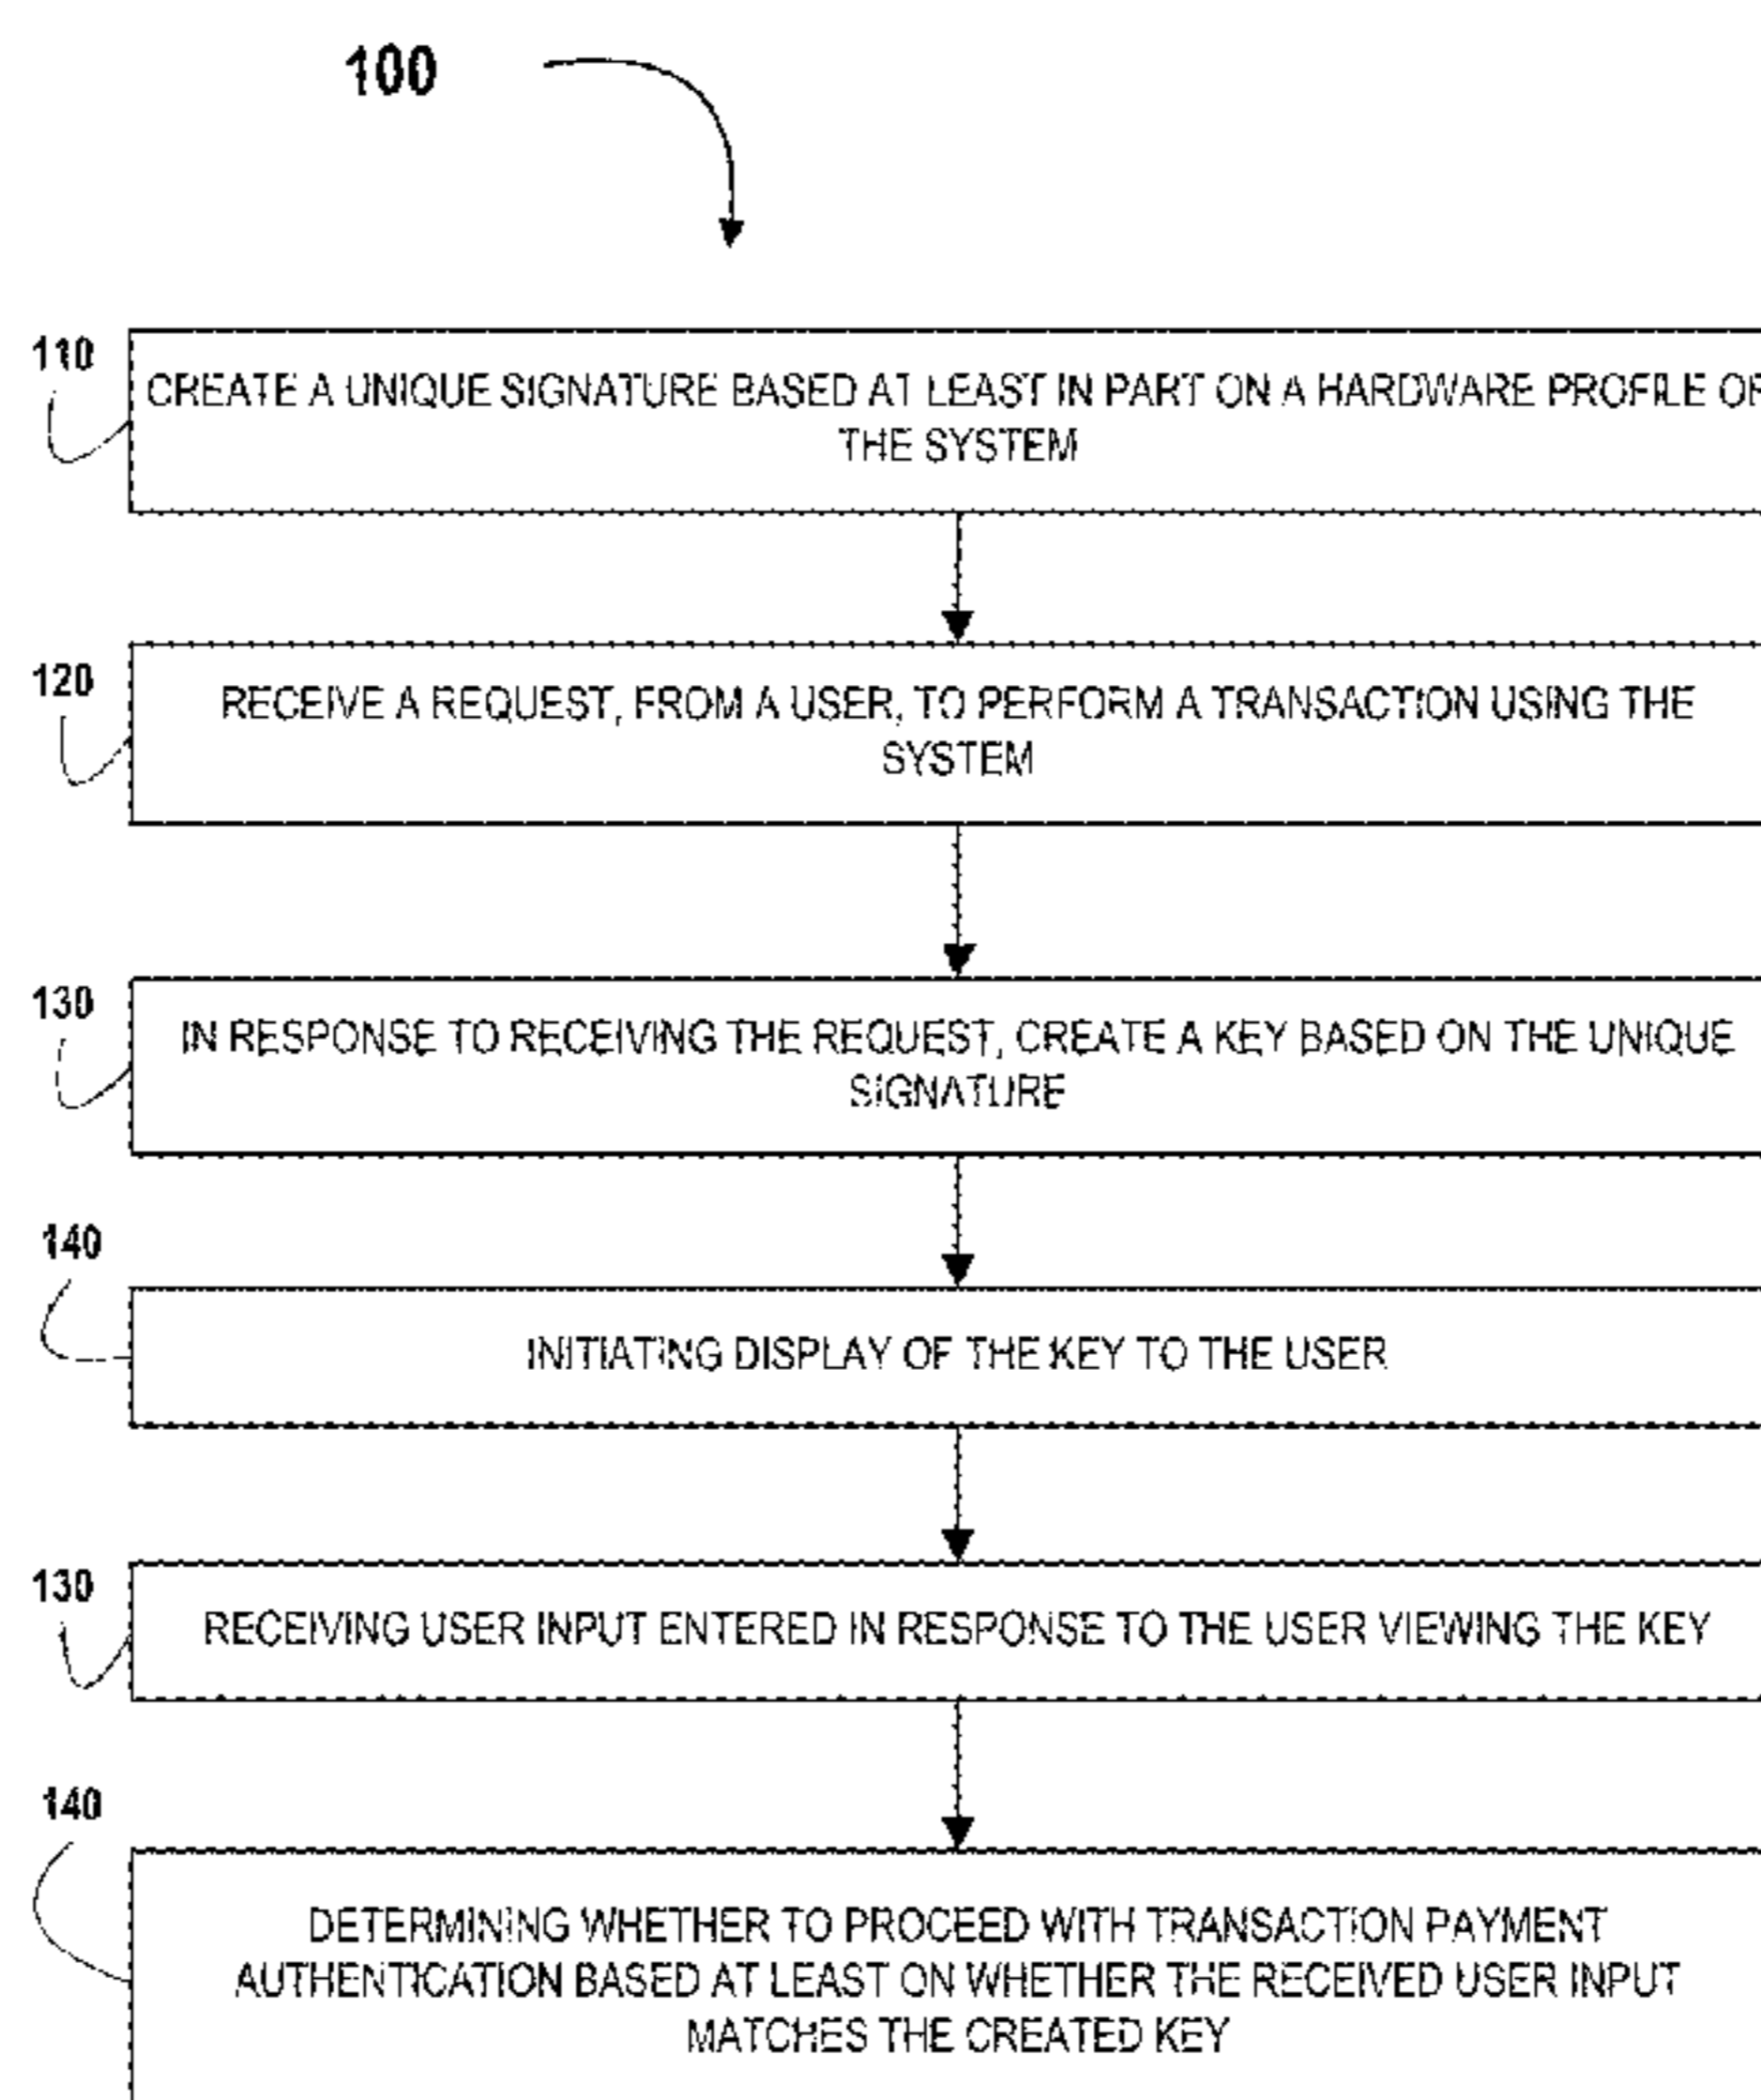 100
110
CREATE A UNIQUE SIGNATURE BASED AT LEAST IN PART ON A HARDWARE PROFILE OF
THE SYSTEM
120
RECEIVE A REQUEST, FROM A USER, TO PERFORM A TRANSACTION USING THE
SYSTEM
130
IN RESPONSE TO RECEIVING THE REQUEST, CREATE A KEY BASED ON THE UNIQUE
SIGNATURE
140
INITIATING DISPLAY OF THE KEY TO THE USER
130
RECEIVING USER INPUT ENTERED IN RESPONSE TO THE USER VIEWING THE KEY
140
DETERMINING WHETHER TO PROCEED WITH TRANSACTION PAYMENT
AUTHENTICATION BASED AT LEAST ON WHETHER THE RECEIVED USER INPUT
MATCHES THE CREATED KEY